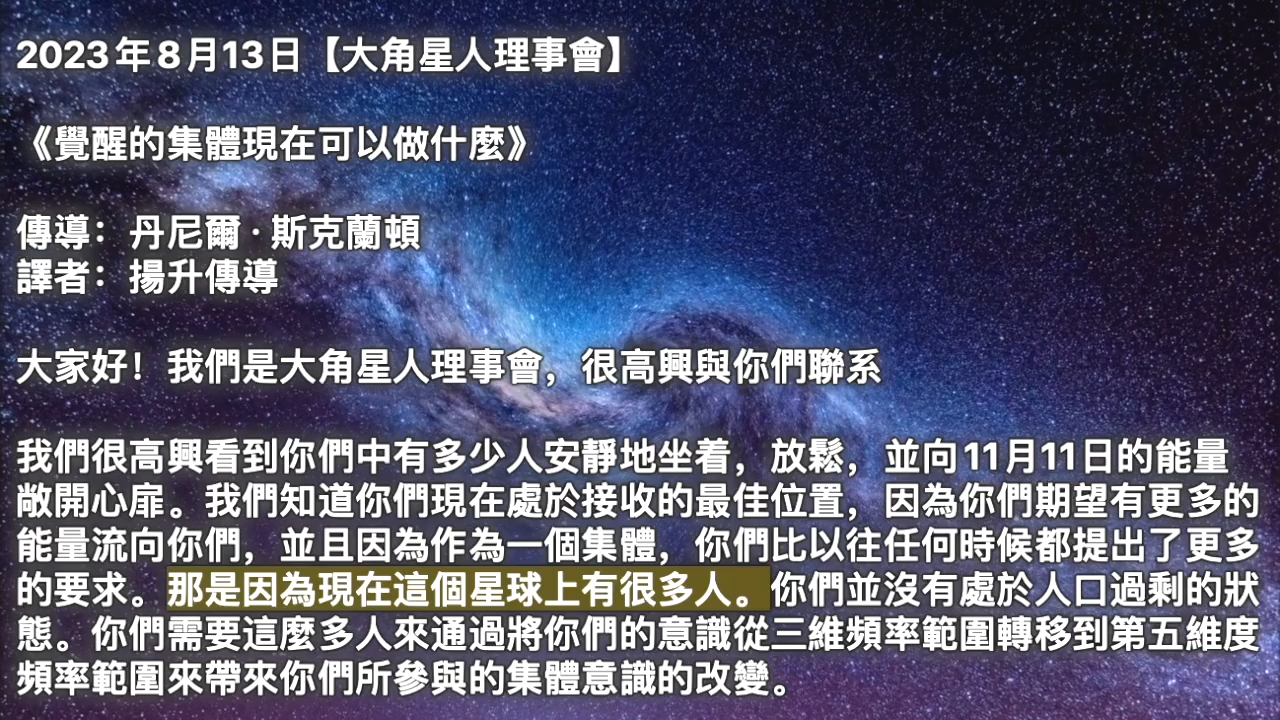 2023年8月13日【大角星人理事會】
《覺醒的集體現在可以做什麼》
傳導：丹尼爾·斯克蘭頓
譯者：揚升傳導
大家好！我們是大角星人理事會，很高興與你們聯系
我們很高興看到你們中有多少人安靜地坐着，放鬆，並向11月11日的能量
敞開心扉。我們知道你們現在處於接收的最佳位置，因為你們期望有更多的
能量流向你們，並且因為作為一個集體，你們比以往任何時候都提出了更多
的要求。那是因為現在這個星球上有很多人。你們並沒有處於人口過剩的狀
態。你們需要這麼多人來通過將你們的意識從三維頻率範圍轉移到第五維度
頻率範圍來帶來你們所參與的集體意識的改變。